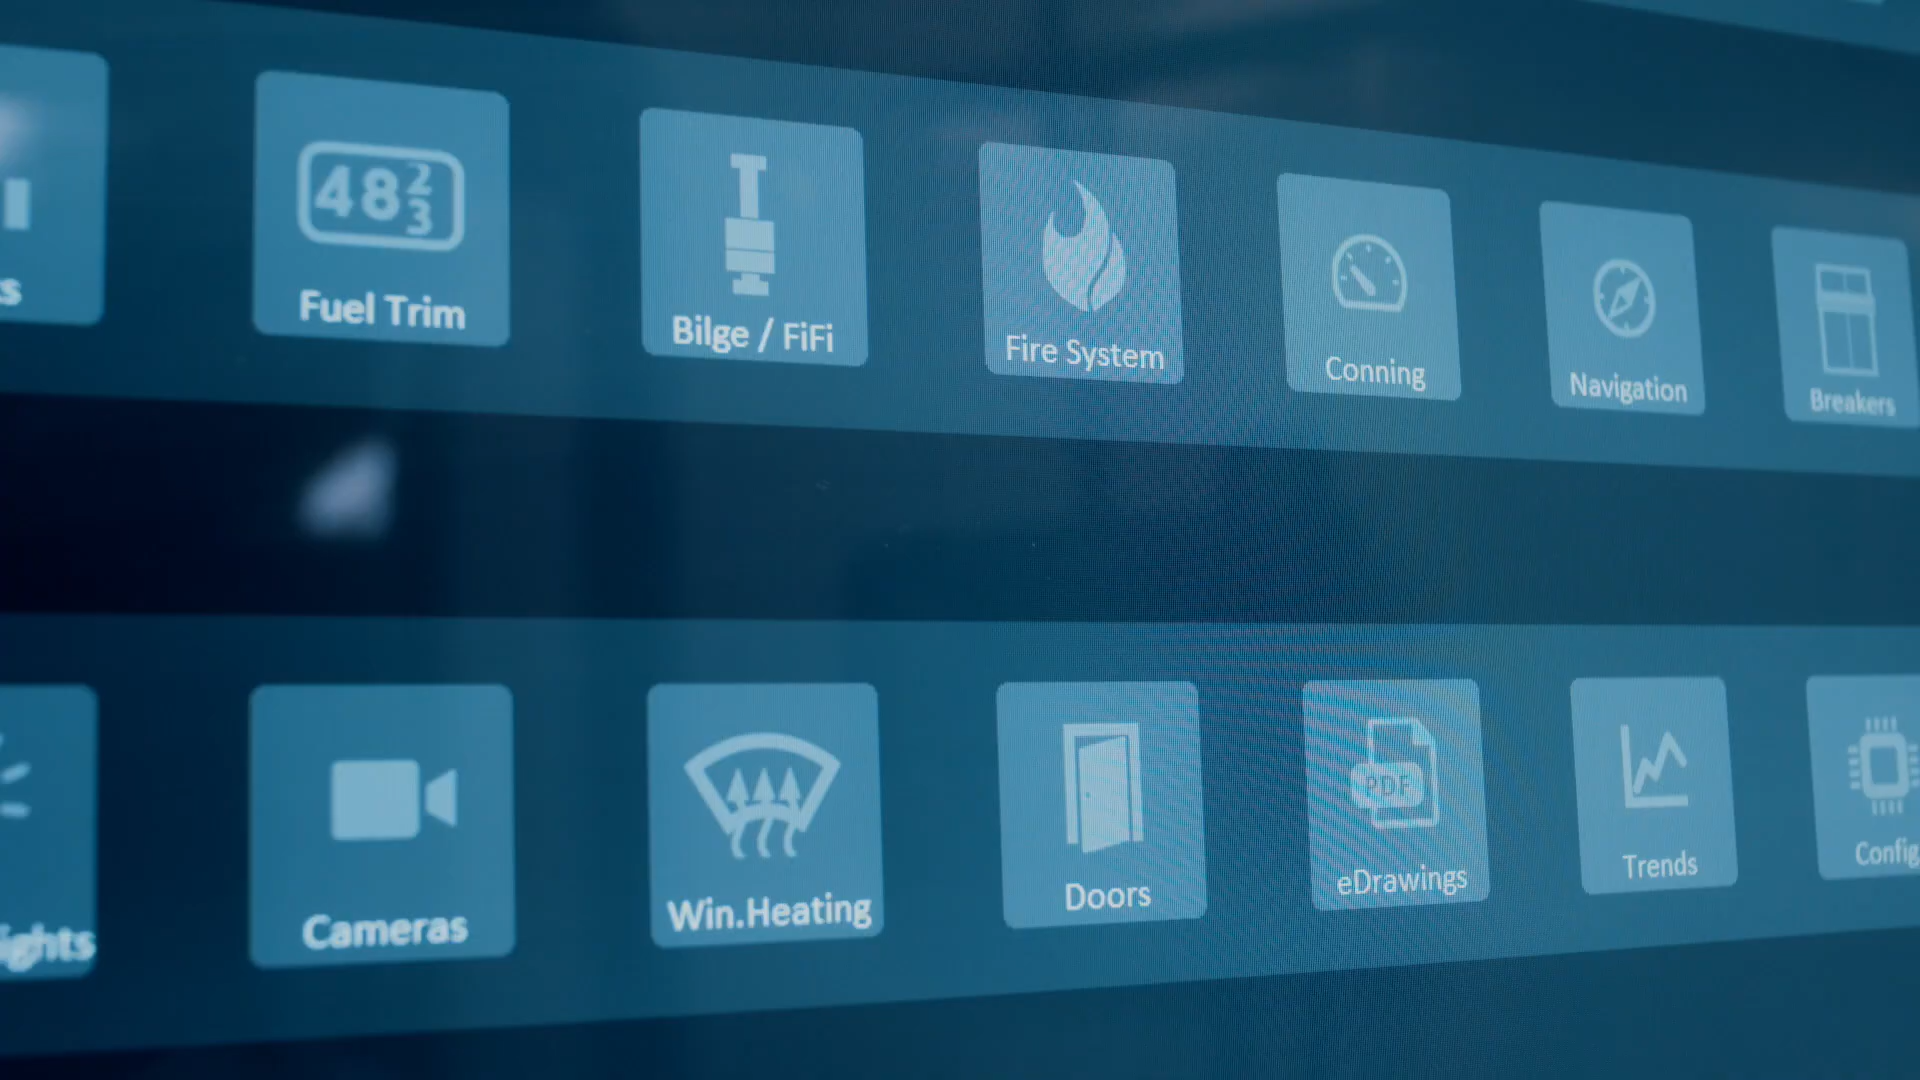 48 2/3
Fuel Trim
Bilge / FiFi
Fire System
Conning
Navigation
Breakers
Cameras
Win.Heating
Doors
PDF
eDrawings
Trends
Config